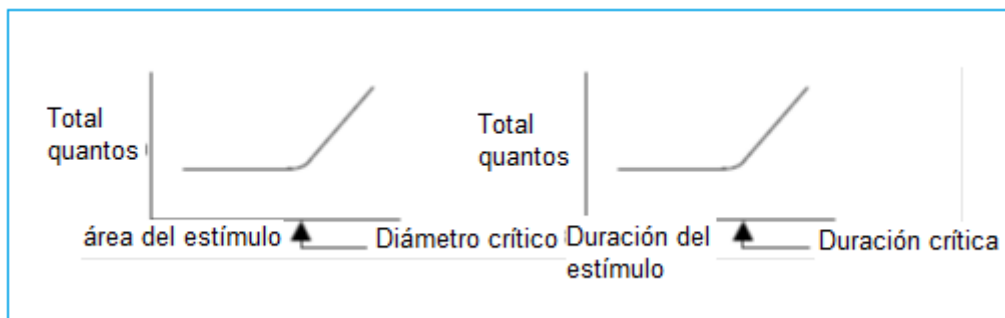 Total
quantos
área del estímulo
Diámetro crítico
Total
quantos
Duración del
estímulo
Duración crítica